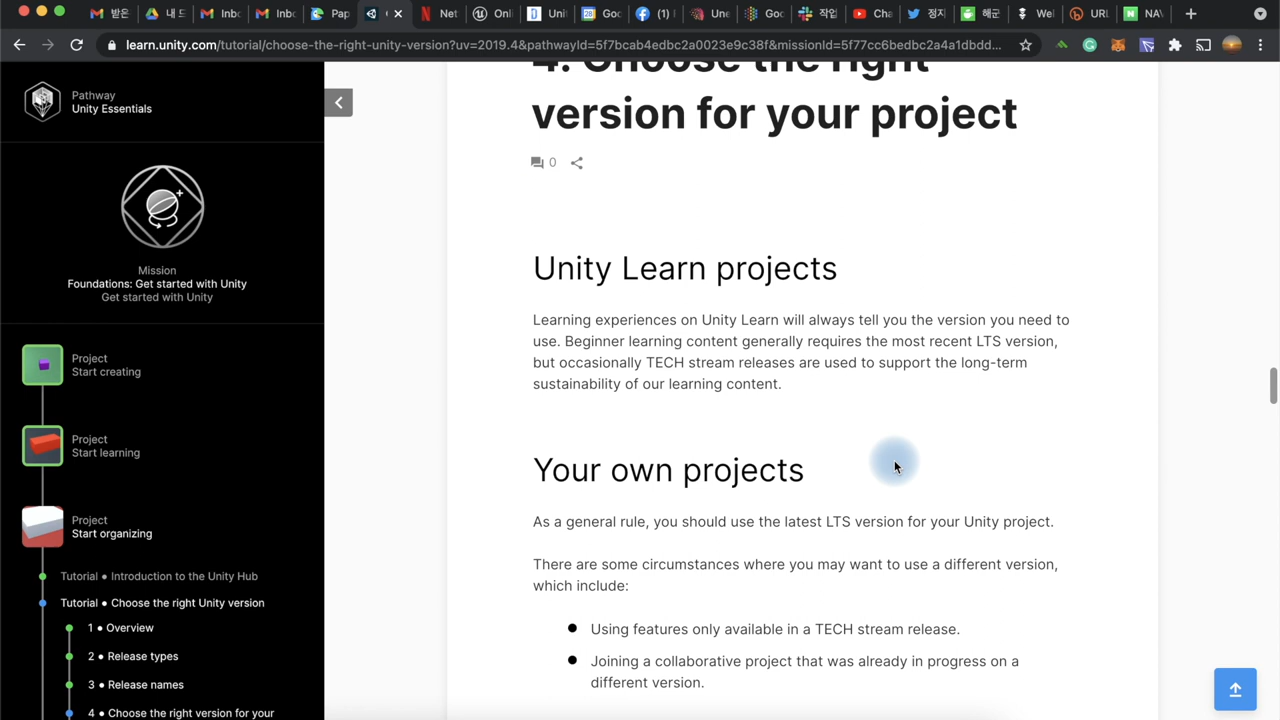 받은
내 드
Inb
Inb
Pap
Net
Onl
Uni
Goo
(1)
Une
Goo
작업
Cha
정지
해군
Wel
URL
NAV
learn.unity.com/tutorial/choose-the-right-unity-version?uv=2019.4&pathwayId=5f7bcab4edbc2a0023e9c38f&missionId=5f77cc6bedbc2a4a1dbdd...
Pathway
Unity Essentials
Mission
Foundations: Get started with Unity
Get started with Unity
Project
Start creating
Project
Start learning
Project
Start organizing
Tutorial • Introduction to the Unity Hub
Tutorial • Choose the right Unity version
1 • Overview
2 • Release types
3 • Release names
4 • Choose the right version for your
4. Choose the right
version for your project
0
Unity Learn projects
Learning experiences on Unity Learn will always tell you the version you need to
use. Beginner learning content generally requires the most recent LTS version,
but occasionally TECH stream releases are used to support the long-term
sustainability of our learning content.
Your own projects
As a general rule, you should use the latest LTS version for your Unity project.
There are some circumstances where you may want to use a different version,
which include:
● Using features only available in a TECH stream release.
● Joining a collaborative project that was already in progress on a
different version.